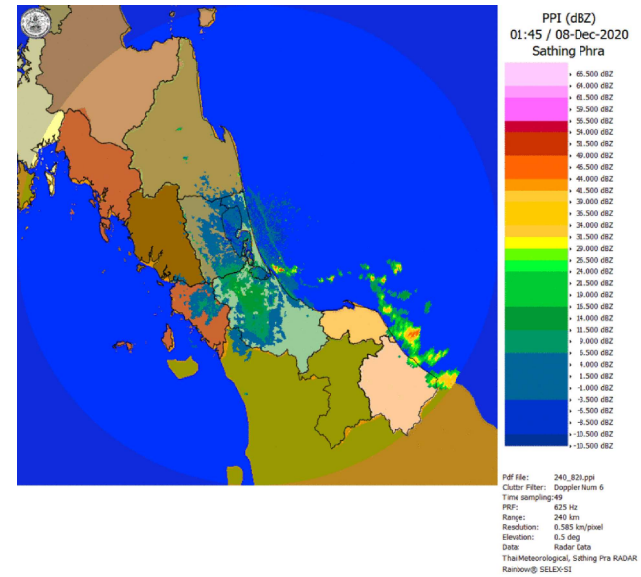 PPI (dBZ)
01:45 / 08-Dec-2020
Sathing Phra
66.500 dBZ
64.000 dBZ
61.500 dBZ
59.500 dBZ
56.500 dBZ
54.000 dBZ
51.500 dBZ
49.000 dBZ
46.500 dBZ
44.000 dBZ
41.500 dBZ
39.000 dBZ
36.500 dBZ
34.000 dBZ
31.500 dBZ
29.000 dBZ
26.500 dBZ
24.000 dBZ
21.500 dBZ
19.000 dBZ
16.500 dBZ
14.000 dBZ
11.500 dBZ
9.000 dBZ
6.500 dBZ
4.000 dBZ
1.500 dBZ
-1.000 dBZ
-3.500 dBZ
-6.500 dBZ
-8.500 dBZ
-10.500 dBZ
-13.500 dBZ
Pdf File: 240_82I.ppi
Clutter Filter: Doppler Num 6
Time sampling:49
PRF: 625 Hz
Range: 240 km
Resolution: 0.585 km/pixel
Elevation: 0.5 deg
Data: Radar Data
Thai Meteorological, Sathing Pra RADAR
Rainbow® SELEX-SI